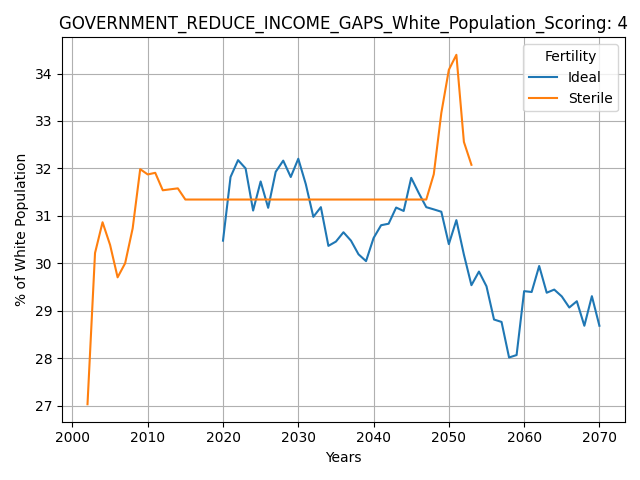 GOVERNMENT_REDUCE_INCOME_GAPS_White_Population_Scoring: 4
Fertility
Ideal
Sterile
% of White Population
34
33
32
31
30
29
28
27
2000 2010 2020 2030 2040 2050 2060 2070
Years